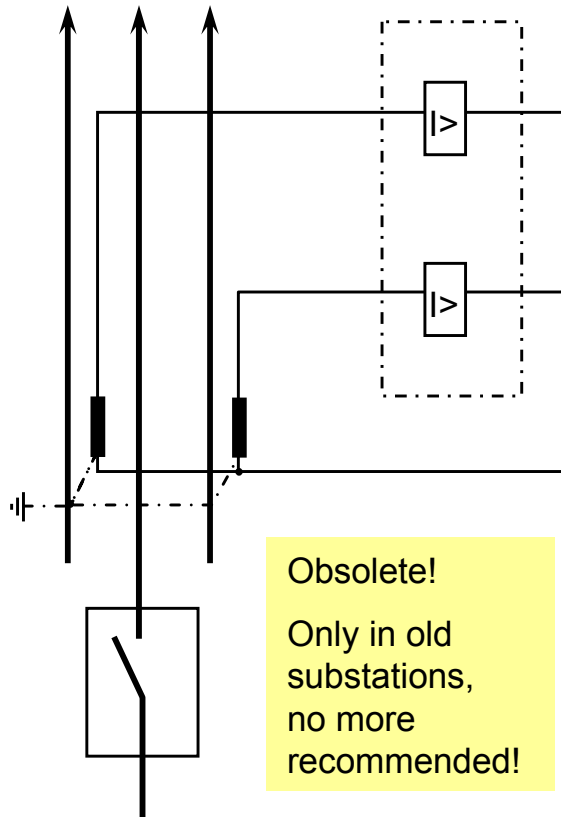 I>
I>
Obsolete!
Only in old
substations,
no more
recommended!